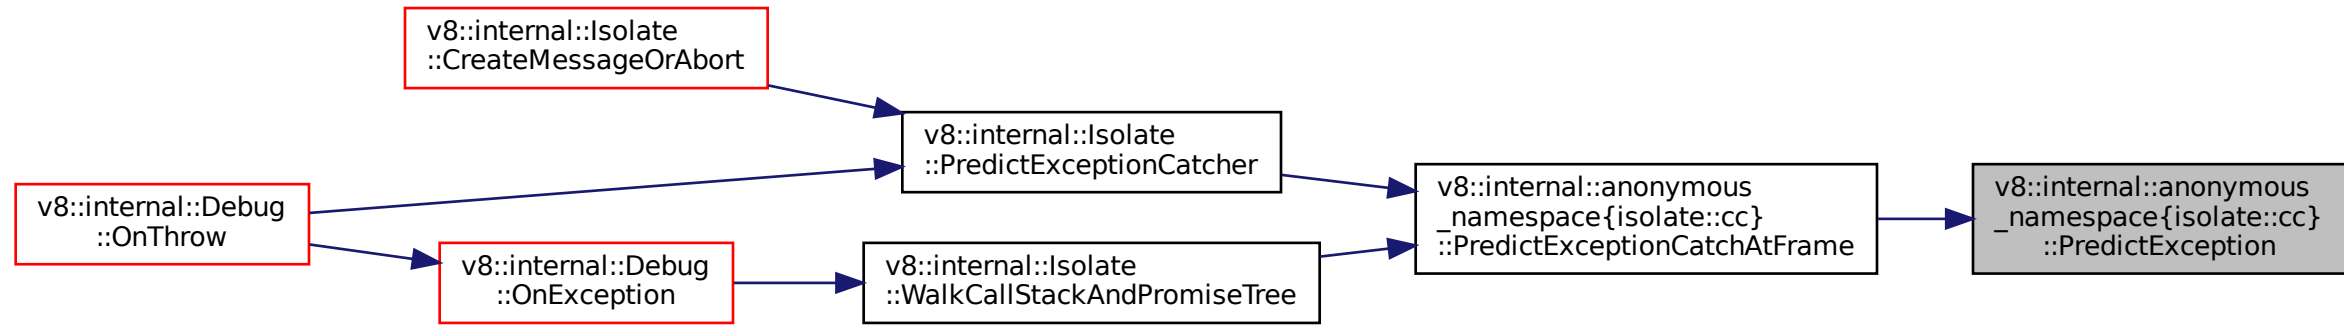 v8::internal::Isolate
::CreateMessageOrAbort
v8::internal::Isolate
::PredictExceptionCatcher
v8::internal::Debug
::OnThrow
v8::internal::Debug
::OnException
v8::internal::Isolate
::WalkCallStackAndPromiseTree
v8::internal::anonymous
_namespace{isolate::cc}
::PredictExceptionCatchAtFrame
v8::internal::anonymous
_namespace{isolate::cc}
::PredictException